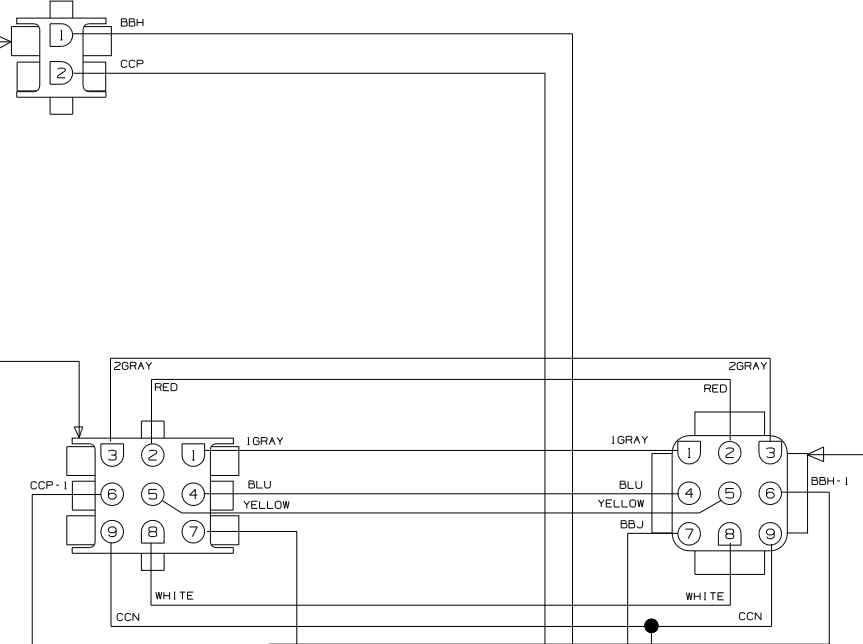 1 BBH
2 CCP
2GRAY 2GRAY
RED RED
1GRAY 1GRAY
3 2 1 1 2 3
CCP-1 BLU BLU BBH-1
6 5 4 4 5 6
YELLOW YELLOW
BBJ
9 8 7 7 8 9
WHITE WHITE
CCN CCN